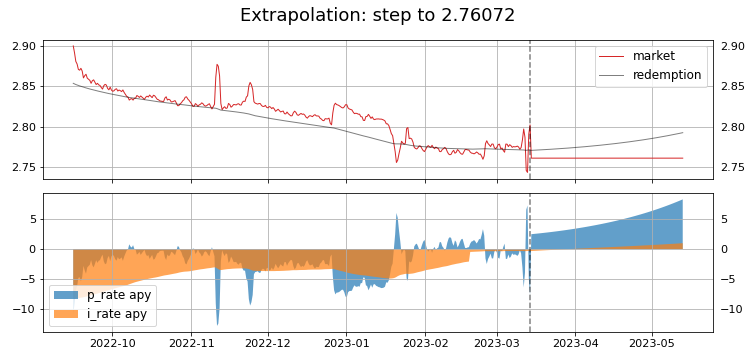 Extrapolation: step to 2.76072
2.90
2.85
2.80
2.75
market
redemption
2.90
2.85
2.80
2.75
5
0
−5
−10
p_rate apy
i_rate apy
5
0
−5
−10
2022-10 2022-11 2022-12 2023-01 2023-02 2023-03 2023-04 2023-05